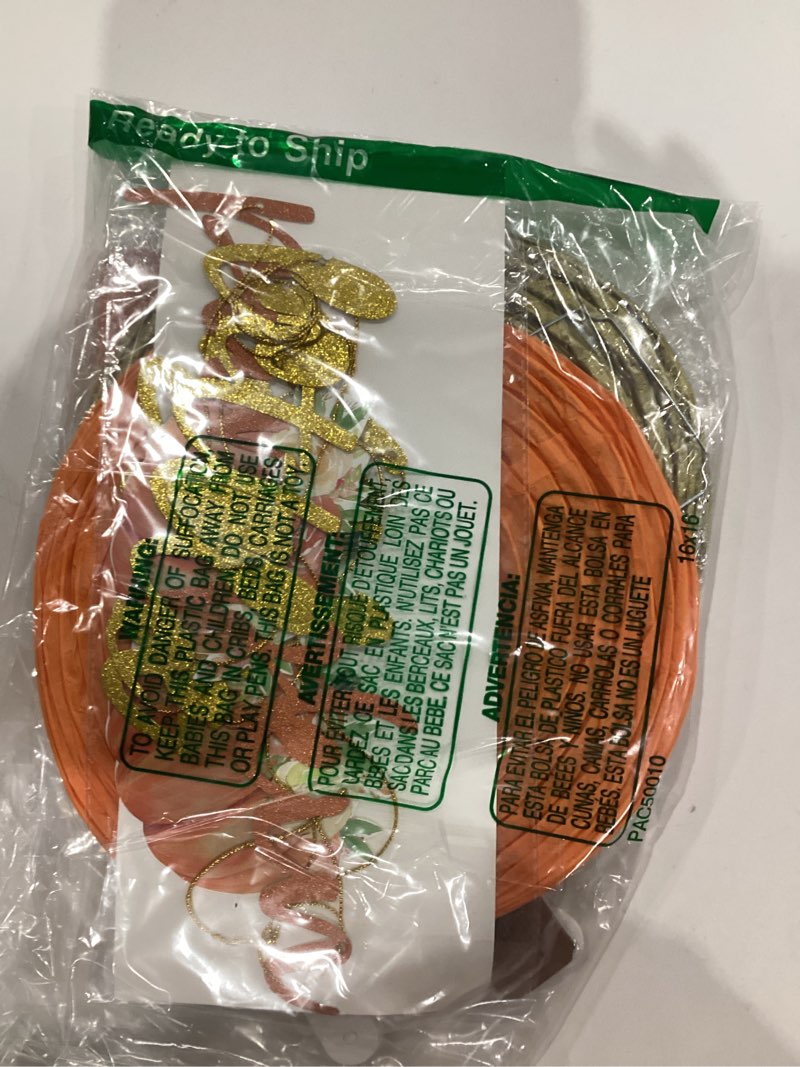 Ready to Ship
WARNING:
TO AVOID DANGER OF SUFFOCATION,
KEEP THIS PLASTIC BAG AWAY FROM
BABIES AND CHILDREN. DO NOT USE
THIS BAG IN CRIBS, BEDS, CARRIAGES
OR PLAY PENS. THIS BAG IS NOT A TOY.
AVERTISSEMENT:
POUR ÉVITER TOUT RISQUE D'ÉTOUFFEMENT,
GARDEZ CE SAC EN PLASTIQUE LOIN DES
BÉBÉS ET LES ENFANTS. N'UTILISEZ PAS CE
SAC DANS LES BERCEAUX, LITS, CHARIOTS OU
PARC AU BEBE. CE SAC N'EST PAS UN JOUET.
ADVERTENCIA:
PARA EVITAR EL PELIGRO DE ASFIXIA, MANTENGA
ESTA BOLSA DE PLASTICO FUERA DEL ALCANCE
DE BEBÉS Y NINOS. NO USAR ESTA BOLSA EN
CUNAS, CAMAS, CARRIOLAS O CORRALES PARA
BEBÉS. ESTA BOLSA NO ES UN JUGUETE
PAC50010
16x16